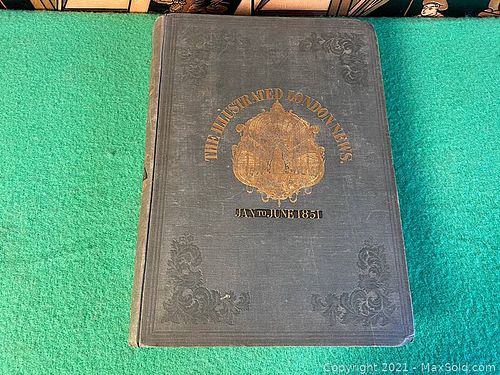 THE ILLUSTRATED LONDON NEWS.
JAN TO JUNE 1851
Copyright 2021 - MaxSold.com